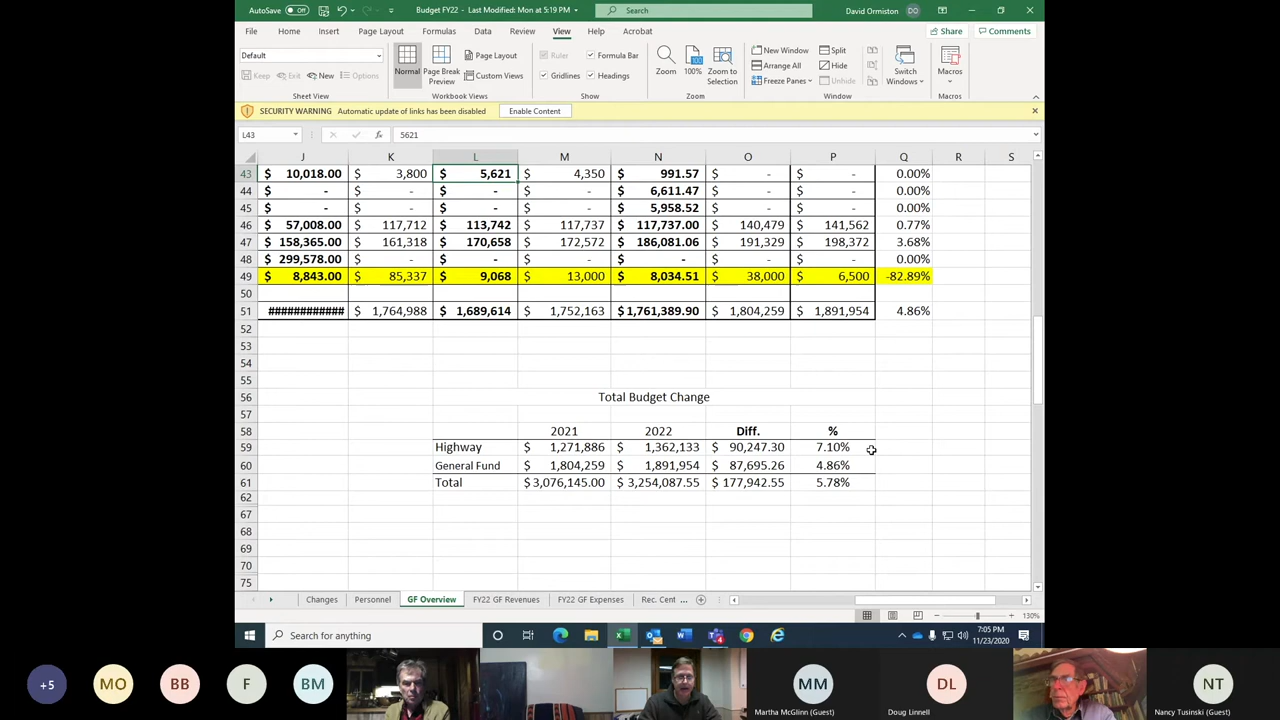 AutoSave Off Budget FY22 - Last Modified: Mon at 5:19 PM Search David Ormiston DO
File Home Insert Page Layout Formulas Data Review View Help Acrobat Share Comments
Default
Keep Exit New Options
Sheet View
Normal Page Break Preview Page Layout Custom Views
Workbook Views
Ruler Formula Bar
Gridlines Headings
Show
Zoom 100% Zoom to Selection
Zoom
New Window Split
Arrange All Hide
Freeze Panes Unhide
Switch Windows
Window
Macros
Macros
SECURITY WARNING Automatic update of links has been disabled Enable Content
L43 fx 5621
J K L M N O P Q R S
43 $ 10,018.00 $ 3,800 $ 5,621 $ 4,350 $ 991.57 $ - $ - 0.00%
44 $ - $ - $ - $ - $ 6,611.47 $ - $ - 0.00%
45 $ - $ - $ - $ - $ 5,958.52 $ - $ - 0.00%
46 $ 57,008.00 $ 117,712 $ 113,742 $ 117,737 $ 117,737.00 $ 140,479 $ 141,562 0.77%
47 $ 158,365.00 $ 161,318 $ 170,658 $ 172,572 $ 186,081.06 $ 191,329 $ 198,372 3.68%
48 $ 299,578.00 $ - $ - $ - $ - $ - $ - 0.00%
49 $ 8,843.00 $ 85,337 $ 9,068 $ 13,000 $ 8,034.51 $ 38,000 $ 6,500 -82.89%
50
51 ############ $ 1,764,988 $ 1,689,614 $ 1,752,163 $ 1,761,389.90 $ 1,804,259 $ 1,891,954 4.86%
52
53
54
55
56 Total Budget Change
57
58 2021 2022 Diff. %
59 Highway $ 1,271,886 $ 1,362,133 $ 90,247.30 7.10%
60 General Fund $ 1,804,259 $ 1,891,954 $ 87,695.26 4.86%
61 Total $ 3,076,145.00 $ 3,254,087.55 $ 177,942.55 5.78%
62
67
68
69
70
75
Changes Personnel GF Overview FY22 GF Revenues FY22 GF Expenses Rec. Cent ...
130%
Search for anything
7:05 PM
11/23/2020
+5 MO BB F BM MM DL NT
Martha McGlinn (Guest) Doug Linnell Nancy Tusinski (Guest)